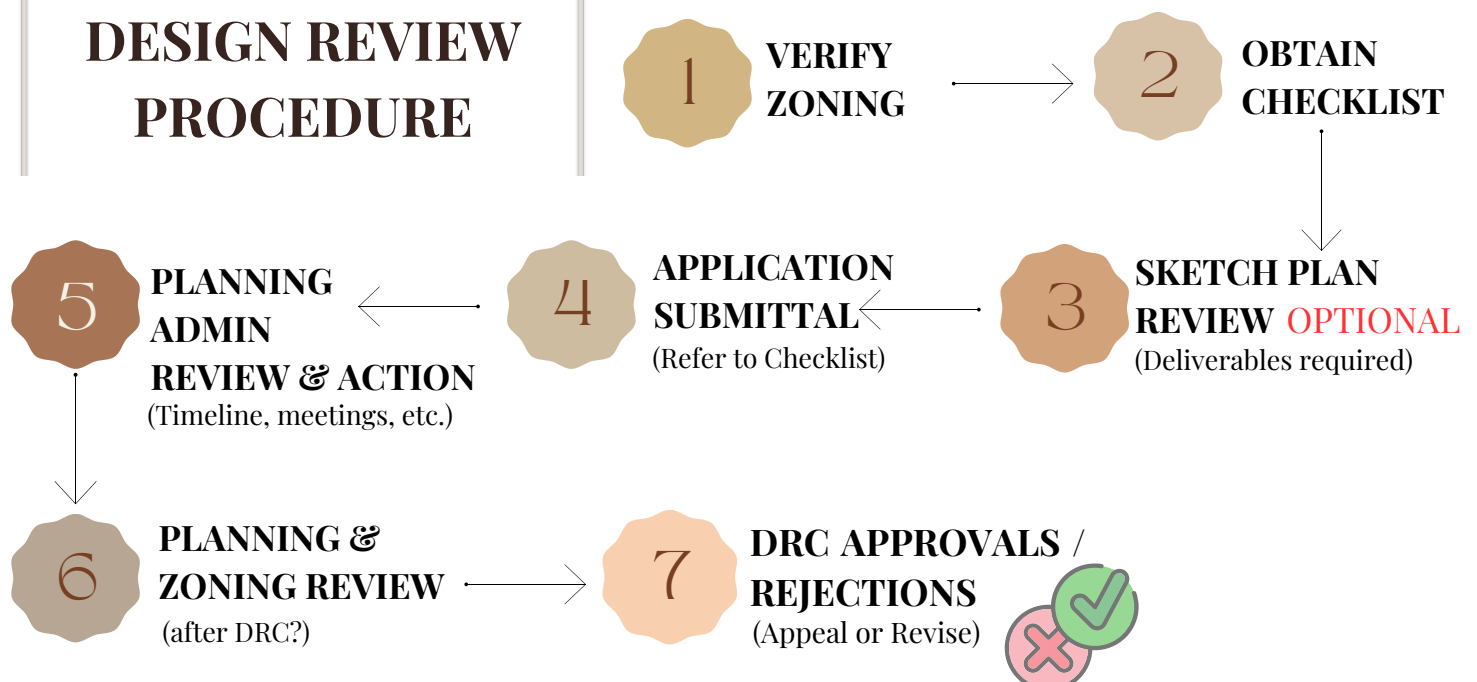 DESIGN REVIEW
PROCEDURE
1
VERIFY
ZONING
2
OBTAIN
CHECKLIST
3
SKETCH PLAN
REVIEW OPTIONAL
(Deliverables required)
4
APPLICATION
SUBMITTAL
(Refer to Checklist)
5
PLANNING
ADMIN
REVIEW & ACTION
(Timeline, meetings, etc.)
6
PLANNING &
ZONING REVIEW
(after DRC?)
7
DRC APPROVALS /
REJECTIONS
(Appeal or Revise)